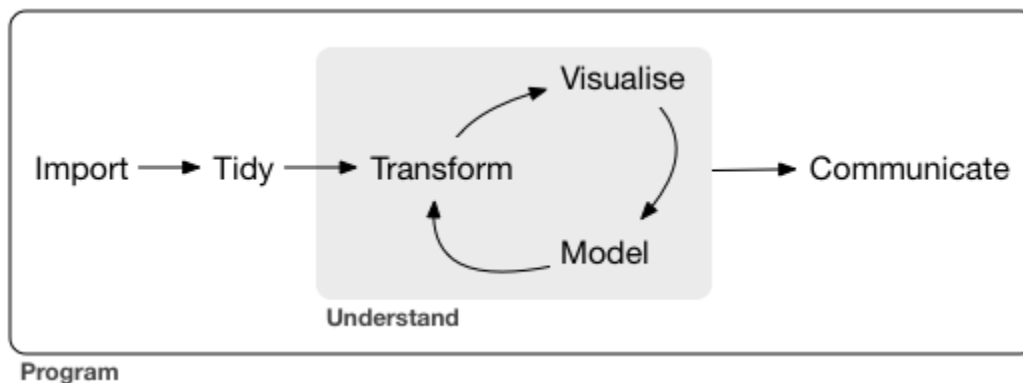 Visualise
Import
Tidy
Transform
Communicate
Model
Understand
Program